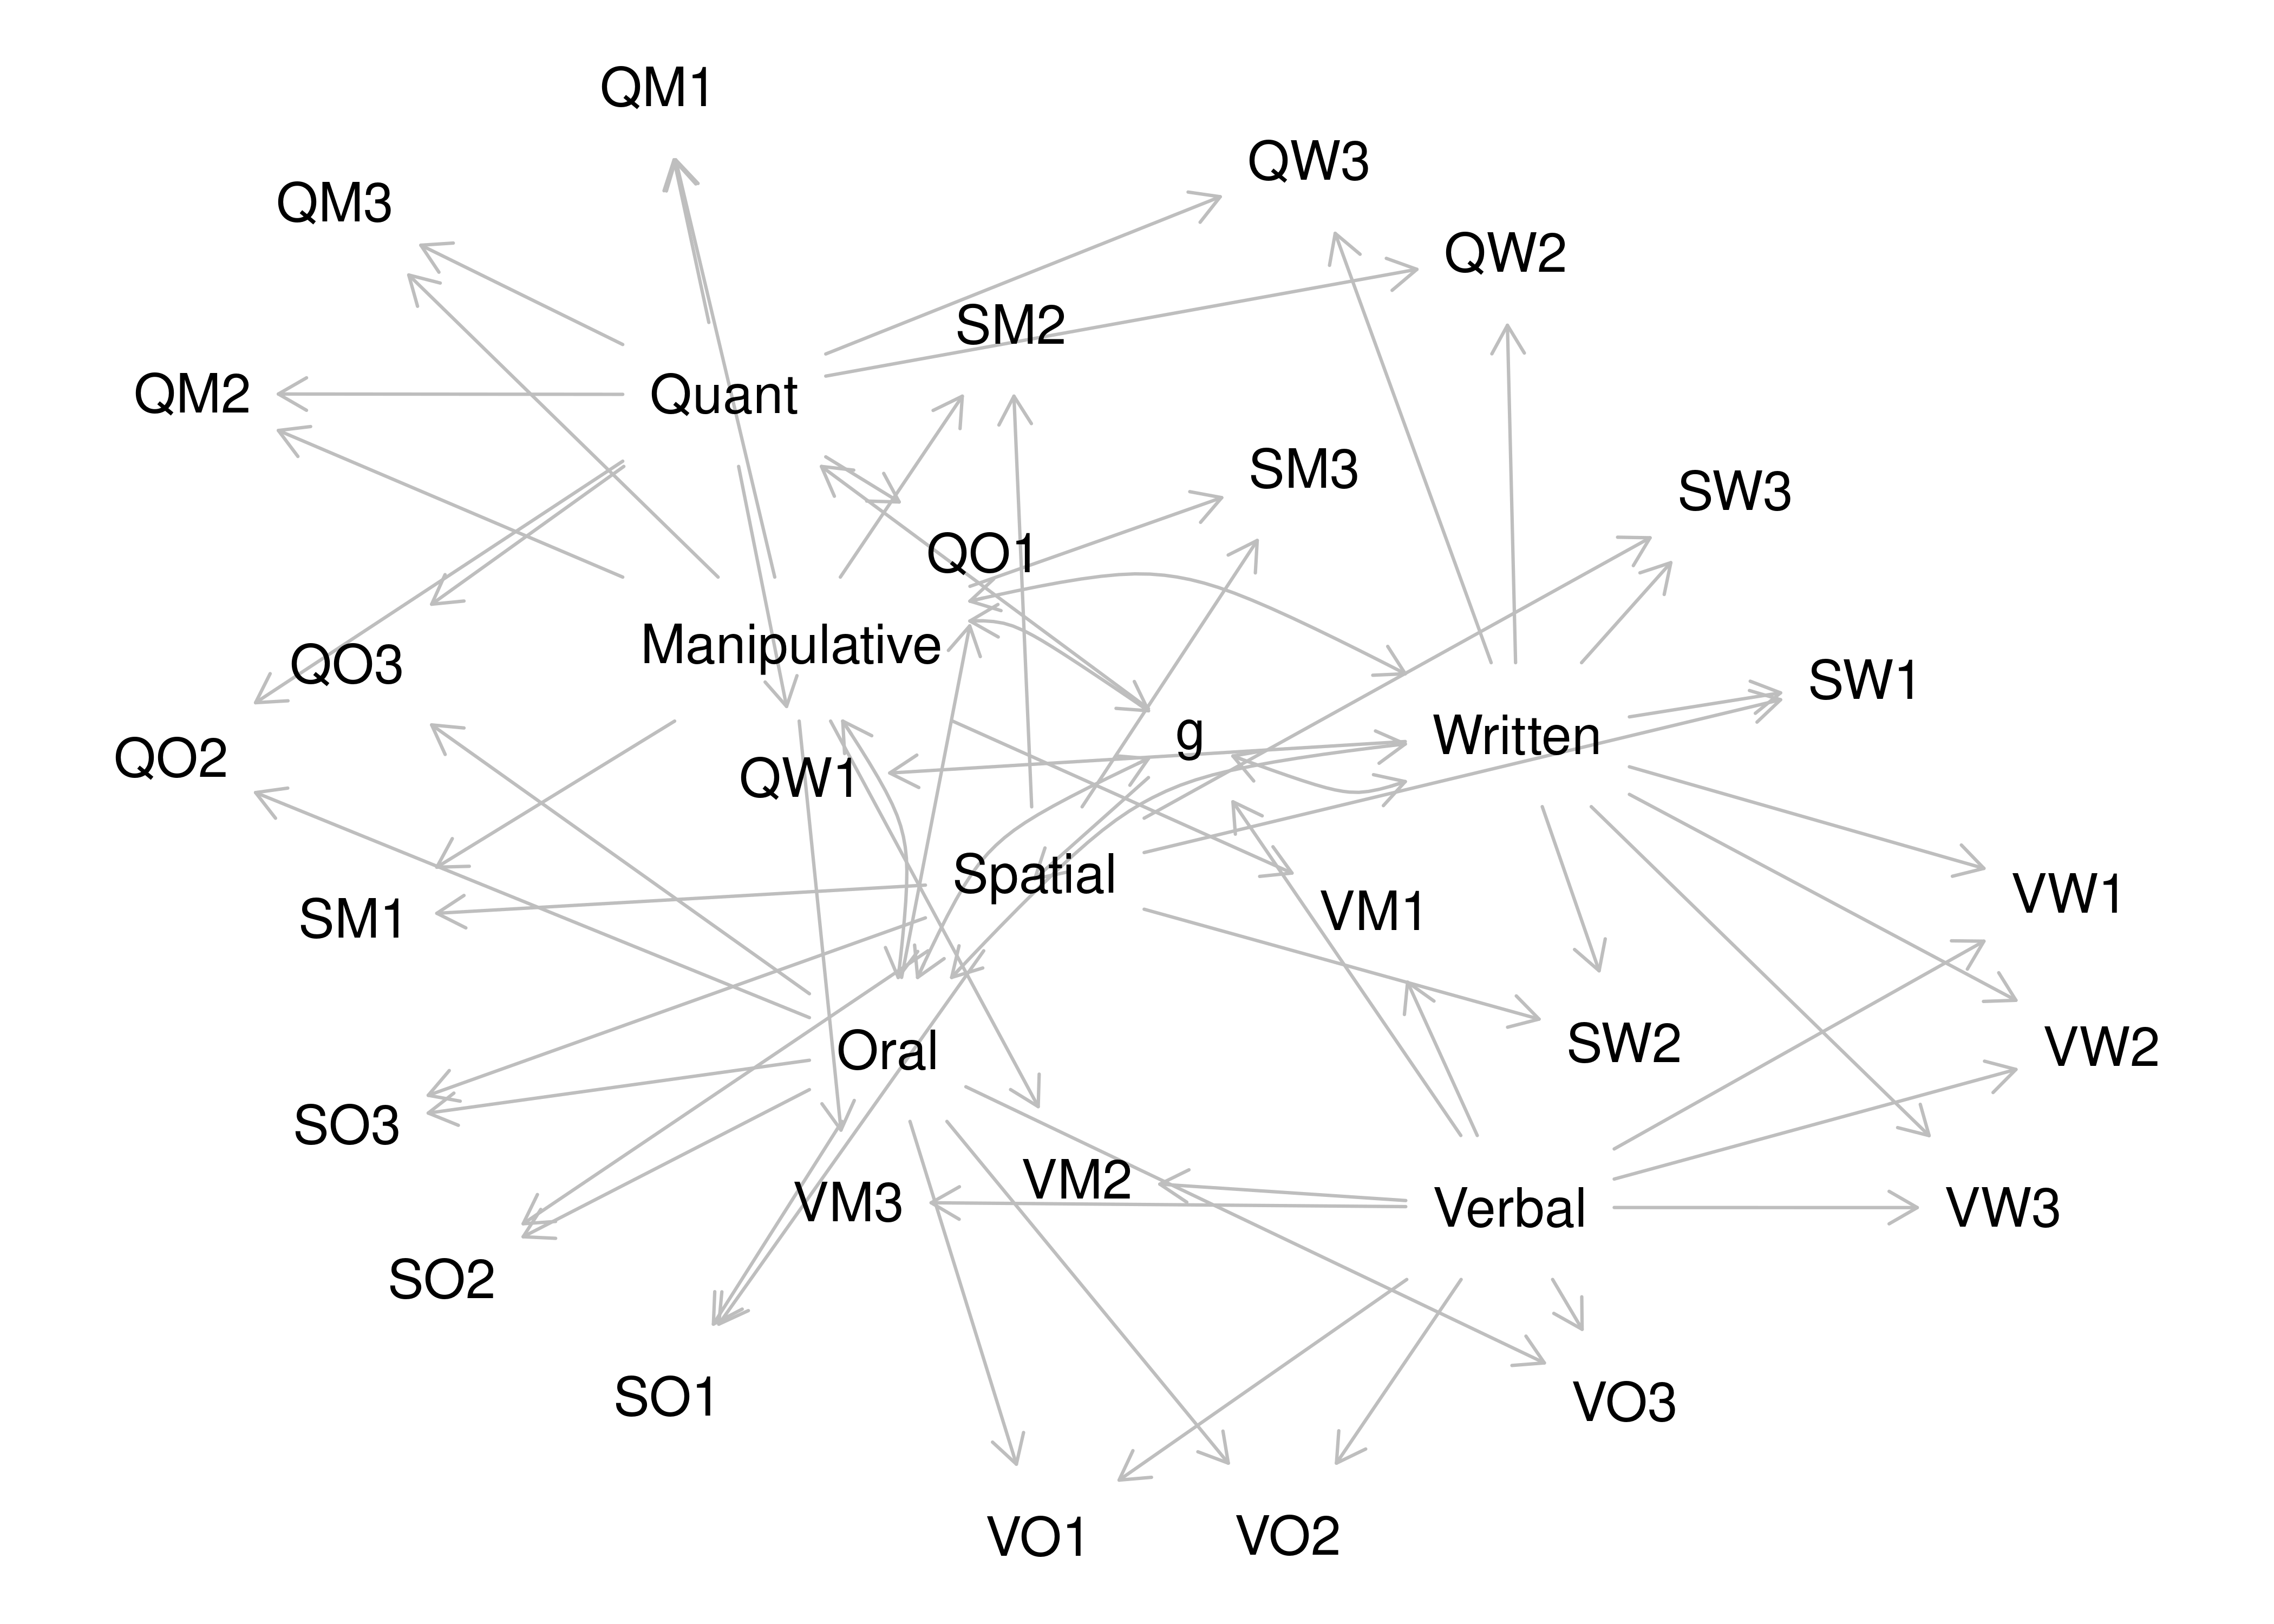 QM1
QW3
QM3
QW2
SM2
QM2
Quant
SM3
SW3
QO1
Manipulative
QO3
SW1
g
Written
QO2
QW1
Spatial
VM1
VW1
SM1
Oral
SW2
VW2
SO3
VM2
VM3
Verbal
VW3
SO2
SO1
VO3
VO1
VO2